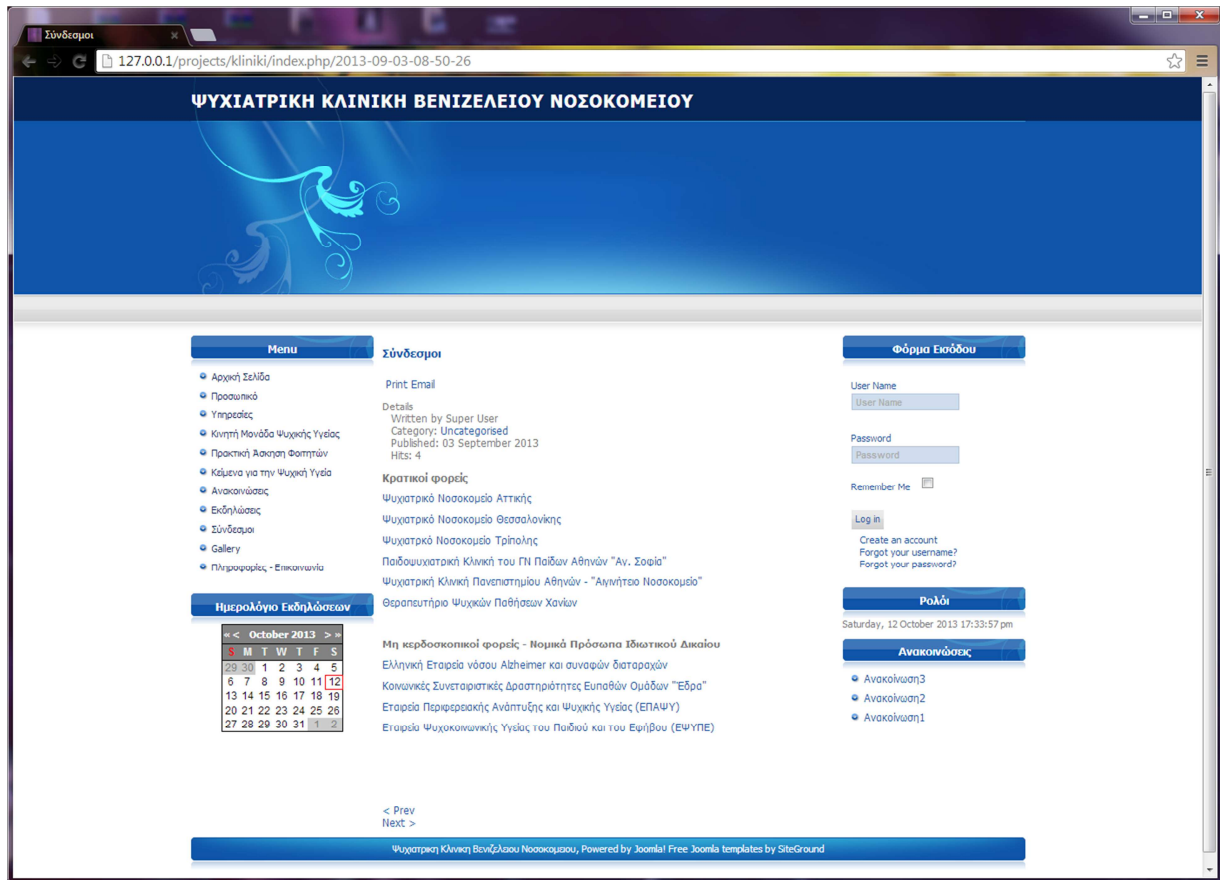 Σύνδεσμοι
127.0.0.1/projects/kliniki/index.php/2013-09-03-08-50-26
ΨΥΧΙΑΤΡΙΚΗ ΚΛΙΝΙΚΗ ΒΕΝΙΖΕΛΕΙΟΥ ΝΟΣΟΚΟΜΕΙΟΥ
Menu
Αρχική Σελίδα
Προσωπικό
Υπηρεσίες
Κινητή Μονάδα Ψυχικής Υγείας
Πρακτική Άσκηση Φοιτητών
Κείμενα για την Ψυχική Υγεία
Ανακοινώσεις
Εκδηλώσεις
Σύνδεσμοι
Gallery
Πληροφορίες - Επικοινωνία
Ημερολόγιο Εκδηλώσεων
« < October 2013 > »
S M T W T F S
29 30 1 2 3 4 5
6 7 8 9 10 11 12
13 14 15 16 17 18 19
20 21 22 23 24 25 26
27 28 29 30 31 1 2
Σύνδεσμοι
Print Email
Details
Written by Super User
Category: Uncategorised
Published: 03 September 2013
Hits: 4
Κρατικοί φορείς
Ψυχιατρικό Νοσοκομείο Αττικής
Ψυχιατρικό Νοσοκομείο Θεσσαλονίκης
Ψυχιατρκό Νοσοκομείο Τρίπολης
Παιδοψυχιατρική Κλινική του ΓΝ Παίδων Αθηνών "Αγ. Σοφία"
Ψυχιατρική Κλινική Πανεπιστημίου Αθηνών - "Αιγινήτειο Νοσοκομείο"
Θεραπευτήριο Ψυχικών Παθήσεων Χανίων
Μη κερδοσκοπικοί φορείς - Νομικά Πρόσωπα Ιδιωτικού Δικαίου
Ελληνική Εταιρεία νόσου Alzheimer και συναφών διαταραχών
Κοινωνικές Συνεταιριστικές Δραστηριότητες Ευπαθών Ομάδων "Έδρα"
Εταιρεία Περιφερειακής Ανάπτυξης και Ψυχικής Υγείας (ΕΠΑΨΥ)
Εταιρεία Ψυχοκοινωνικής Υγείας του Παιδιού και του Εφήβου (ΕΨΥΠΕ)
< Prev
Next >
Φόρμα Εισόδου
User Name
User Name
Password
Password
Remember Me
Log in
Create an account
Forgot your username?
Forgot your password?
Ρολόι
Saturday, 12 October 2013 17:33:57 pm
Ανακοινώσεις
Ανακοίνωση3
Ανακοίνωση2
Ανακοίνωση1
Ψυχιατρικη Κλινικη Βενιζελειου Νοσοκομειου, Powered by Joomla! Free Joomla templates by SiteGround